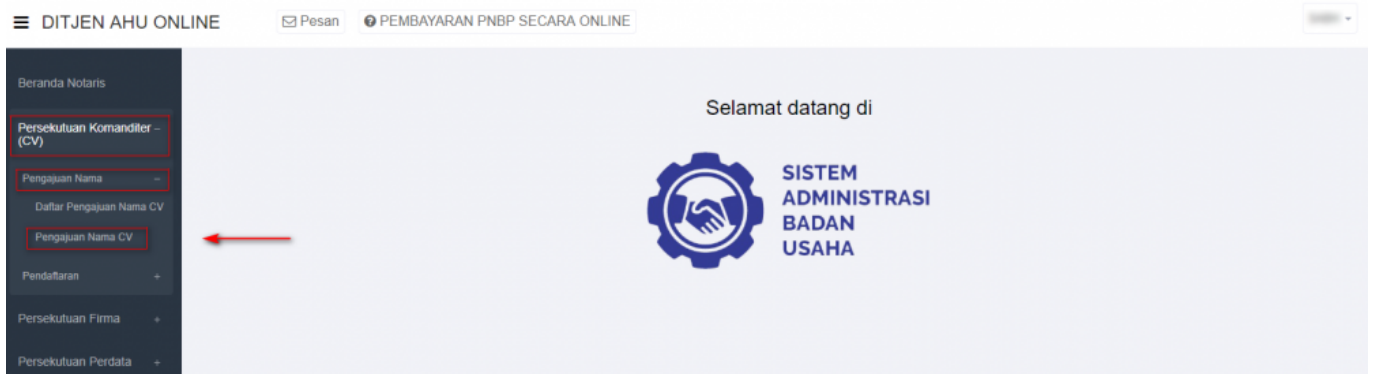 DITJEN AHU ONLINE
Pesan
PEMBAYARAN PNBP SECARA ONLINE
Beranda Notaris
Persekutuan Komanditer –
(CV)
Pengajuan Nama –
Daftar Pengajuan Nama CV
Pengajuan Nama CV
Pendaftaran +
Persekutuan Firma +
Persekutuan Perdata +
Selamat datang di
SISTEM
ADMINISTRASI
BADAN
USAHA